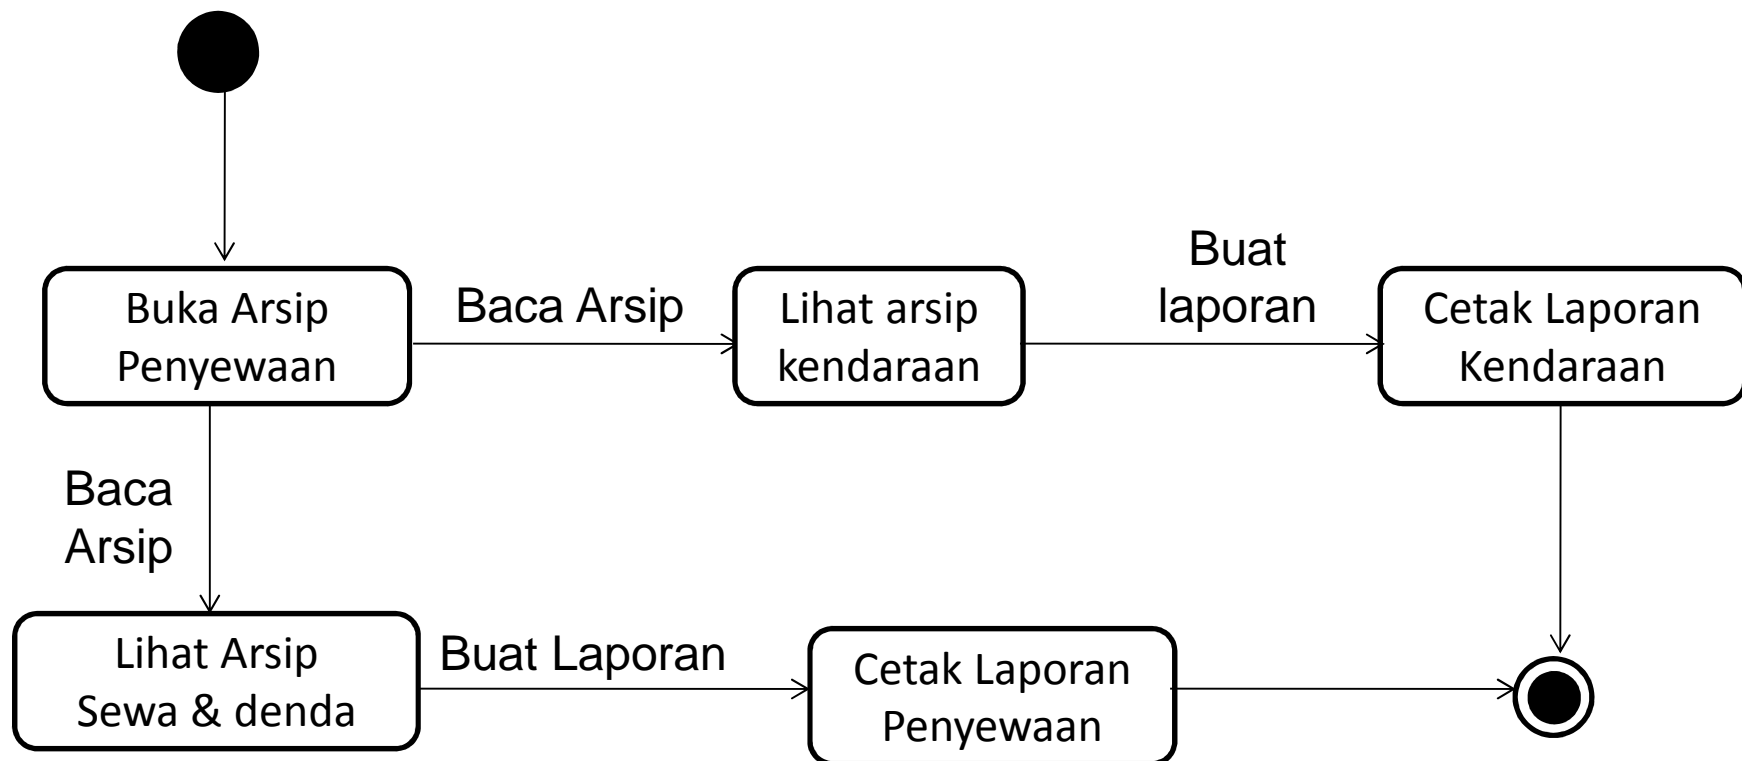 Buka Arsip
Penyewaan
Baca Arsip
Lihat arsip
kendaraan
Buat
laporan
Cetak Laporan
Kendaraan
Baca
Arsip
Lihat Arsip
Sewa & denda
Buat Laporan
Cetak Laporan
Penyewaan